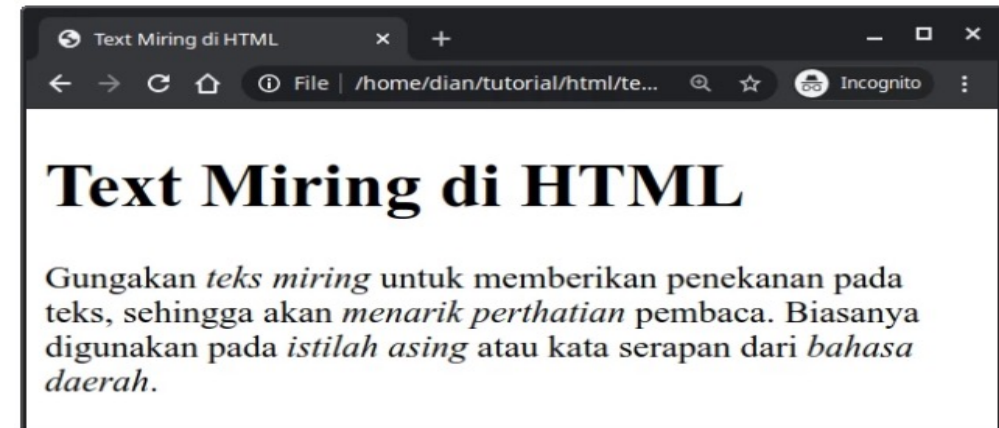 Text Miring di HTML
File | /home/dian/tutorial/html/te... Incognito
Text Miring di HTML
Gungakan teks miring untuk memberikan penekanan pada
teks, sehingga akan menarik perthatian pembaca. Biasanya
digunakan pada istilah asing atau kata serapan dari bahasa
daerah.